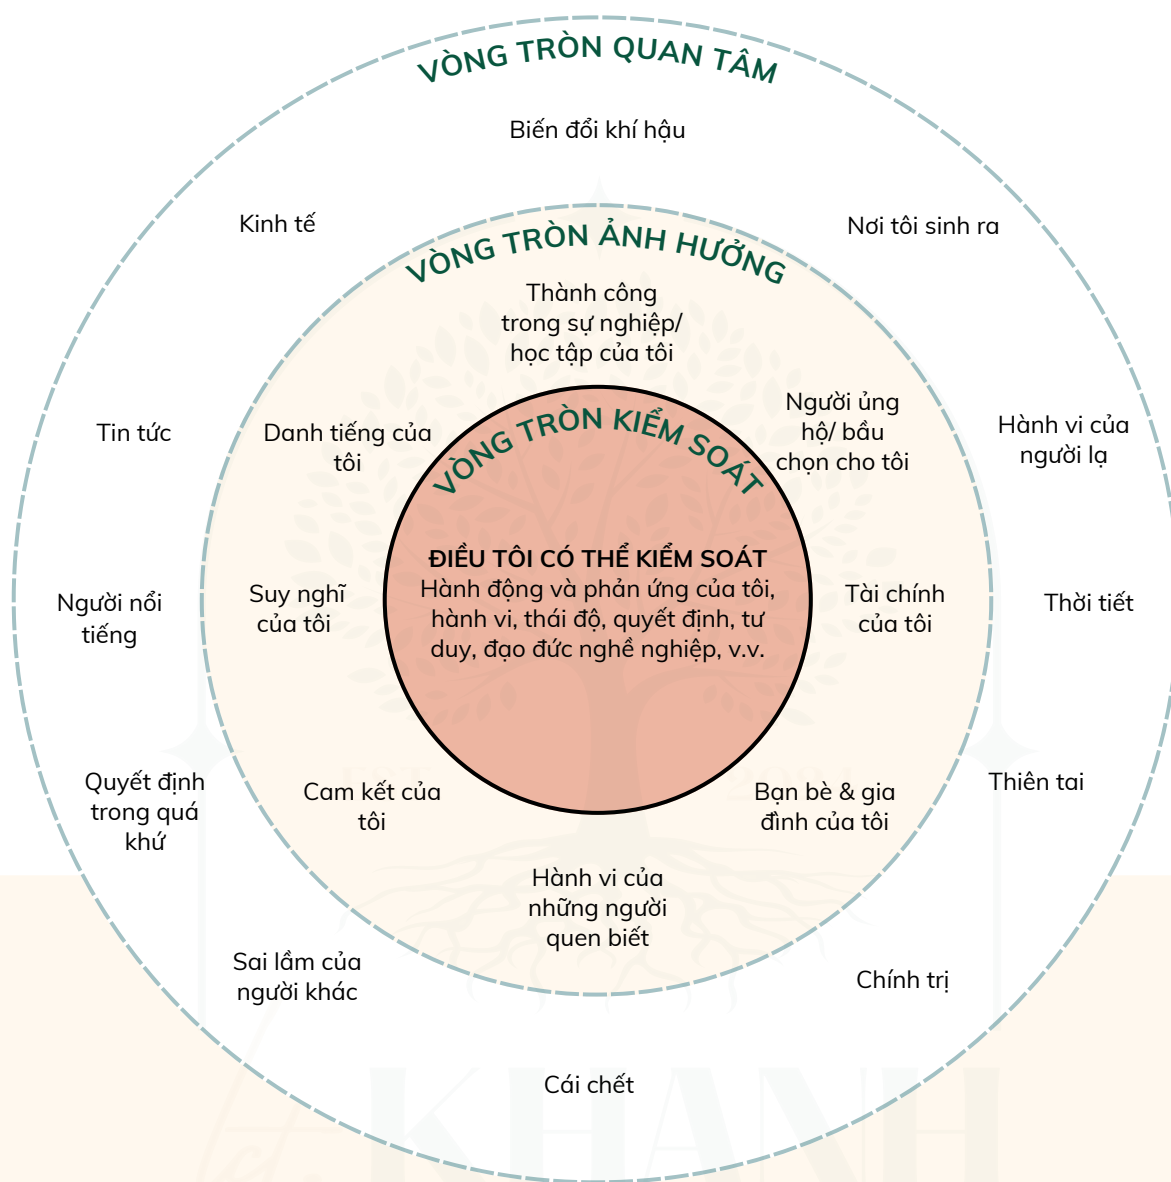 VÒNG TRÒN QUAN TÂM
Biến đổi khí hậu
Kinh tế
Nơi tôi sinh ra
VÒNG TRÒN ẢNH HƯỞNG
Thành công
trong sự nghiệp/
học tập của tôi
Người ủng
hộ/ bầu
chọn cho tôi
Tin tức
Danh tiếng của
tôi
VÒNG TRÒN KIỂM SOÁT
Hành vi của
người lạ
ĐIỀU TÔI CÓ THỂ KIỂM SOÁT
Hành động và phản ứng của tôi,
hành vi, thái độ, quyết định, tư
duy, đạo đức nghề nghiệp, v.v.
Người nổi
tiếng
Suy nghĩ
của tôi
Tài chính
của tôi
Thời tiết
Quyết định
trong quá
khứ
Cam kết của
tôi
Bạn bè & gia
đình của tôi
Thiên tai
Hành vi của
những người
quen biết
Sai lầm của
người khác
Chính trị
Cái chết
KHANH